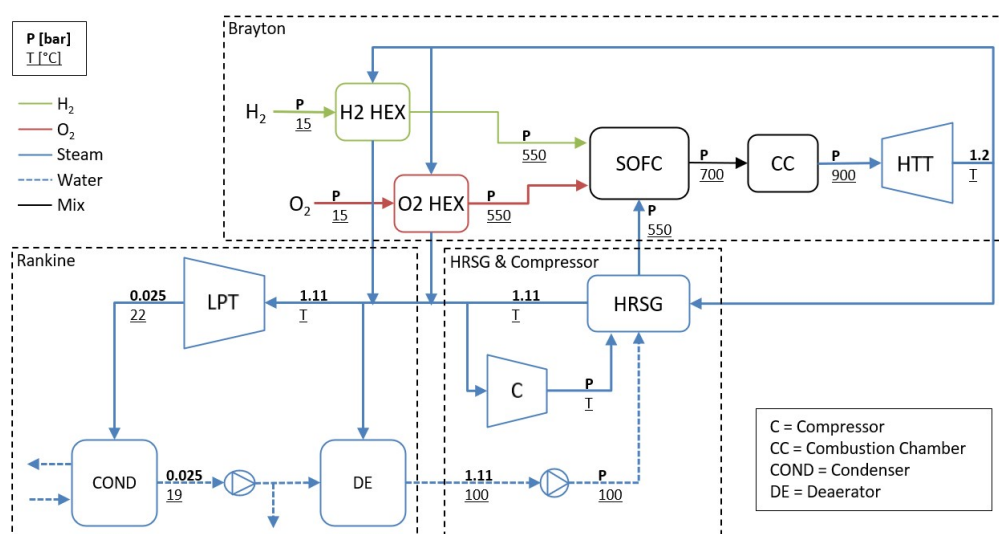 P [bar]
T [°C]
H2
O2
Steam
Water
Mix
Brayton
H2
P
15
H2 HEX
P
550
O2
P
15
O2 HEX
P
550
SOFC
P
700
CC
P
900
HTT
1.2
T
P
550
Rankine
0.025
22
LPT
1.11
T
COND
0.025
19
DE
HRSG & Compressor
1.11
T
HRSG
C
P
T
1.11
100
P
100
C = Compressor
CC = Combustion Chamber
COND = Condenser
DE = Deaerator